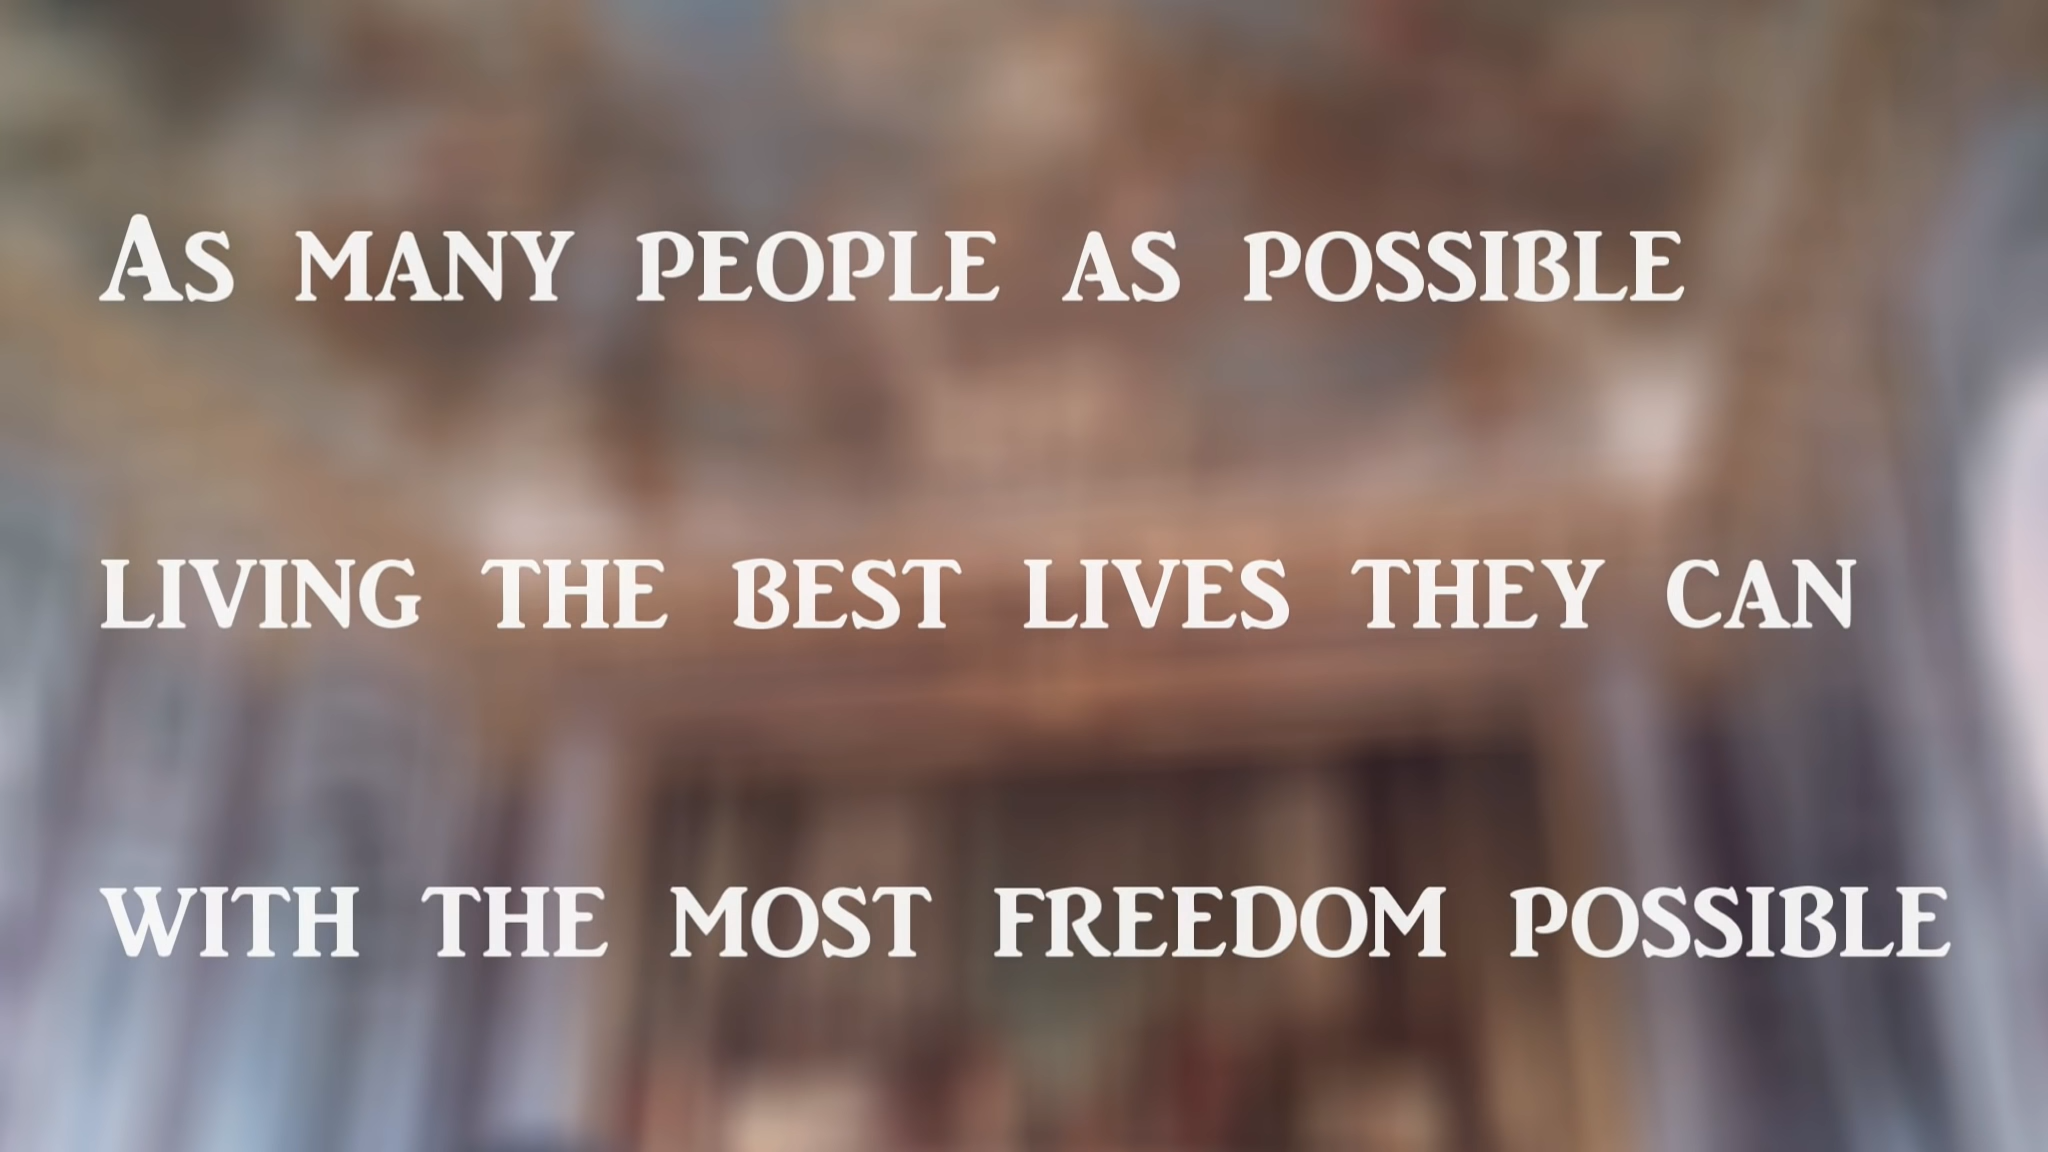 As many people as possible
living the best lives they can
with the most freedom possible